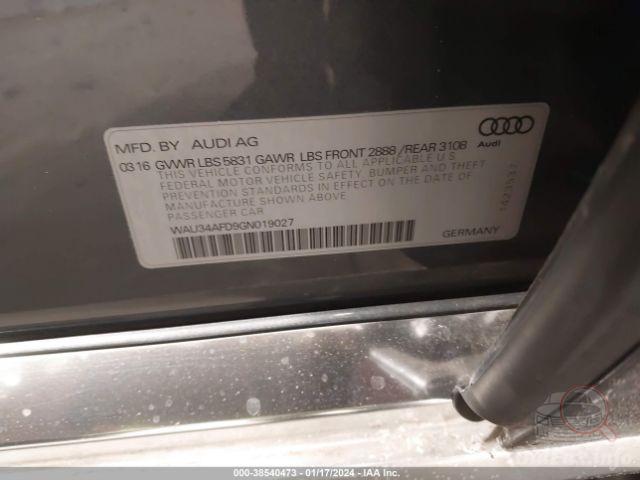 MFD. BY AUDI AG
03.16 GVWR LBS 5831 GAWR LBS FRONT 2888 /REAR 3108
THIS VEHICLE CONFORMS TO ALL APPLICABLE U.S.
FEDERAL MOTOR VEHICLE SAFETY, BUMPER AND THEFT
PREVENTION STANDARDS IN EFFECT ON THE DATE OF
MANUFACTURE SHOWN ABOVE.
PASSENGER CAR
WAU34AFD9GN019027
GERMANY
Audi
1423537
000-38540473 - 01/17/2024 - IAA Inc.